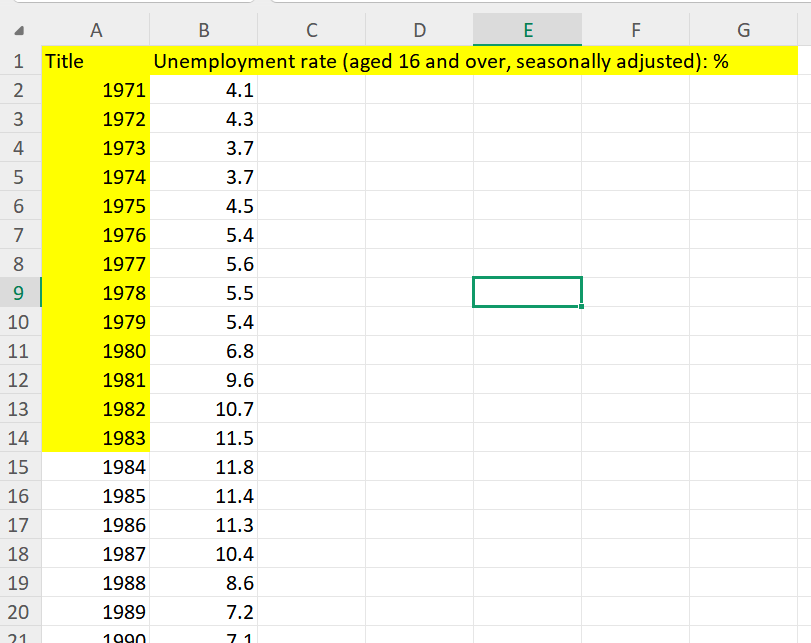 A B C D E F G
1 Title Unemployment rate (aged 16 and over, seasonally adjusted): %
2 1971 4.1
3 1972 4.3
4 1973 3.7
5 1974 3.7
6 1975 4.5
7 1976 5.4
8 1977 5.6
9 1978 5.5
10 1979 5.4
11 1980 6.8
12 1981 9.6
13 1982 10.7
14 1983 11.5
15 1984 11.8
16 1985 11.4
17 1986 11.3
18 1987 10.4
19 1988 8.6
20 1989 7.2
21 1990 7.1